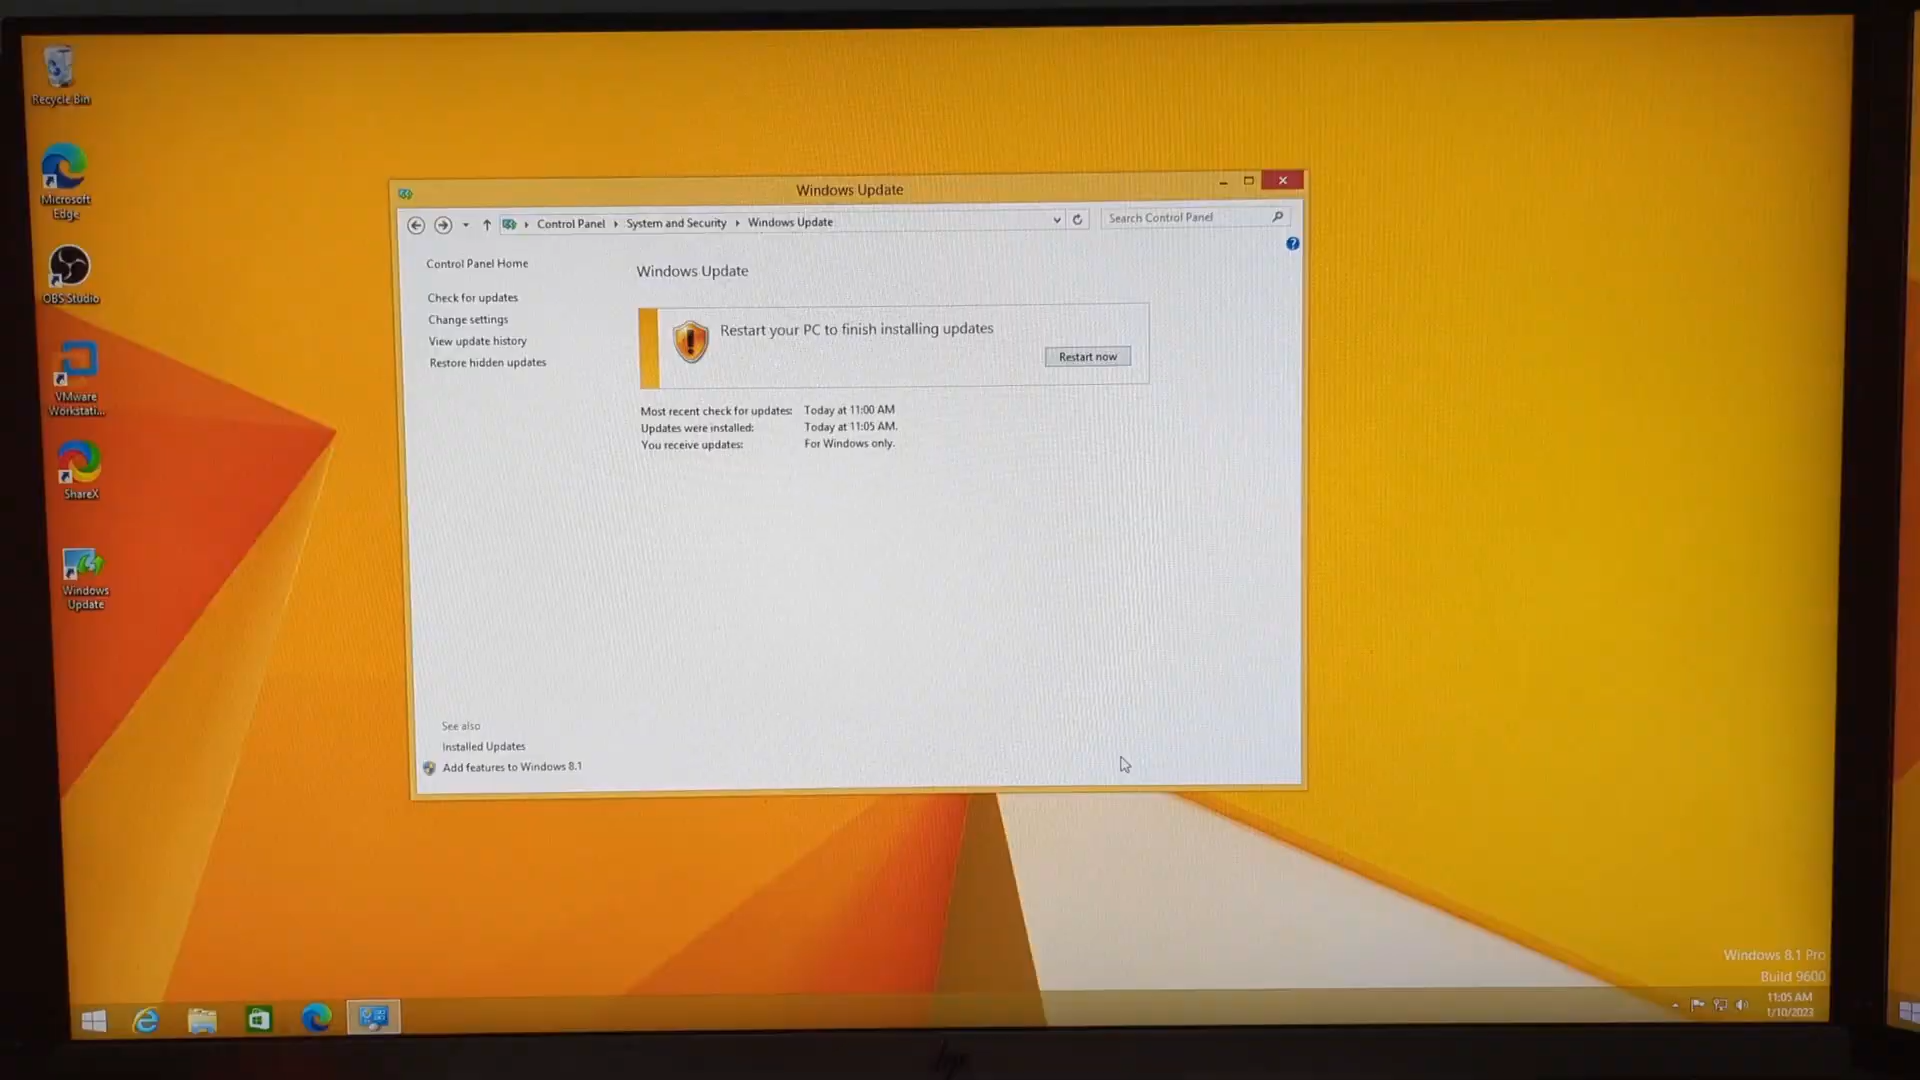 Recycle Bin
Microsoft
Edge
OBS Studio
VMware
Workstati...
ShareX
Windows
Update
Windows Update
Control Panel
System and Security
Windows Update
Search Control Panel
Control Panel Home
Check for updates
Change settings
View update history
Restore hidden updates
Windows Update
Restart your PC to finish installing updates
Restart now
Most recent check for updates: Today at 11:00 AM
Updates were installed: Today at 11:05 AM.
You receive updates: For Windows only.
See also
Installed Updates
Add features to Windows 8.1
Windows 8.1 Pro
Build 9600
11:05 AM
1/10/2023
hp